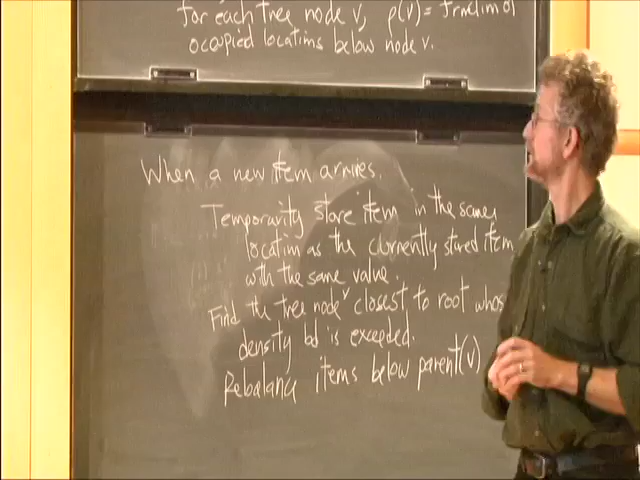 for each tree node v, ρ(v) = fraction of
occupied locations below node v.
When a new item arrives.
Temporarily store item in the same
location as the currently stored item
with the same value.
Find the tree node v closest to root whos
density bd is exceeded.
Rebalance items below parent(v)